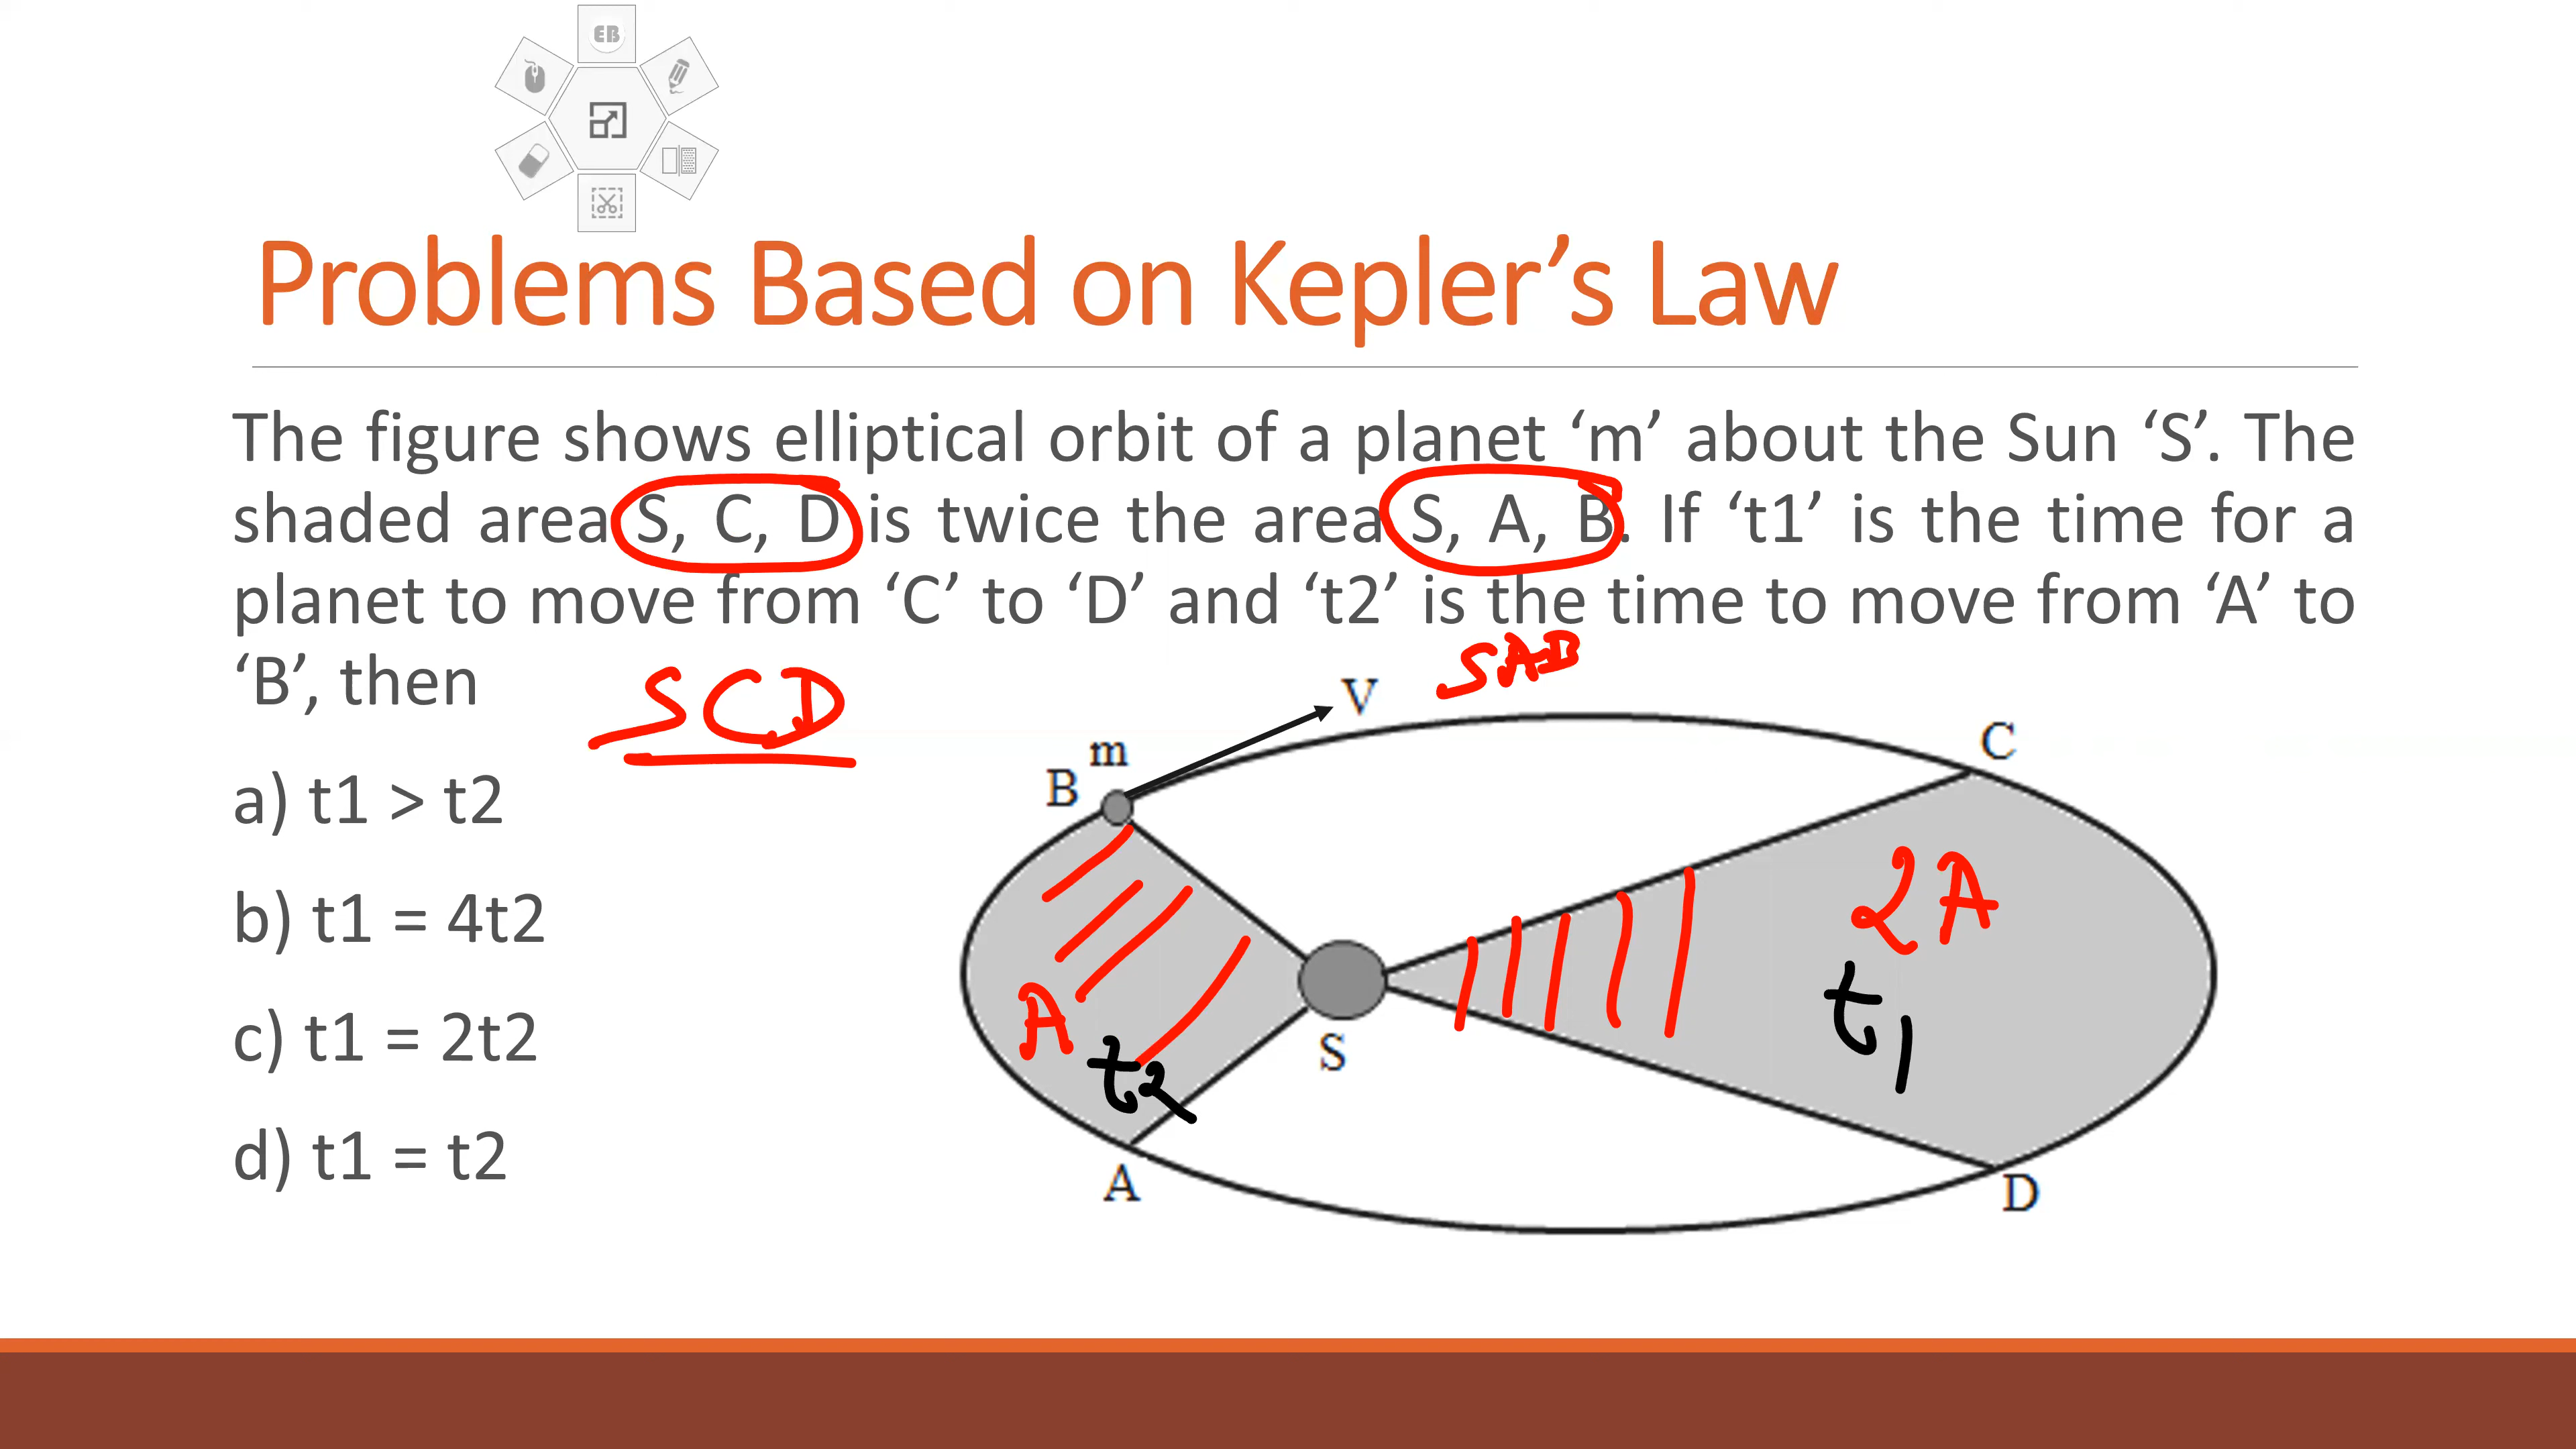 EB
Problems Based on Kepler’s Law
The figure shows elliptical orbit of a planet ‘m’ about the Sun ‘S’. The
shaded area S, C, D is twice the area S, A, B. If ‘t1’ is the time for a
planet to move from ‘C’ to ‘D’ and ‘t2’ is the time to move from ‘A’ to
‘B’, then
SCD
SAB
a) t1 > t2
b) t1 = 4t2
c) t1 = 2t2
d) t1 = t2
V
m
B
C
2A
A
t1
t2
S
A
D